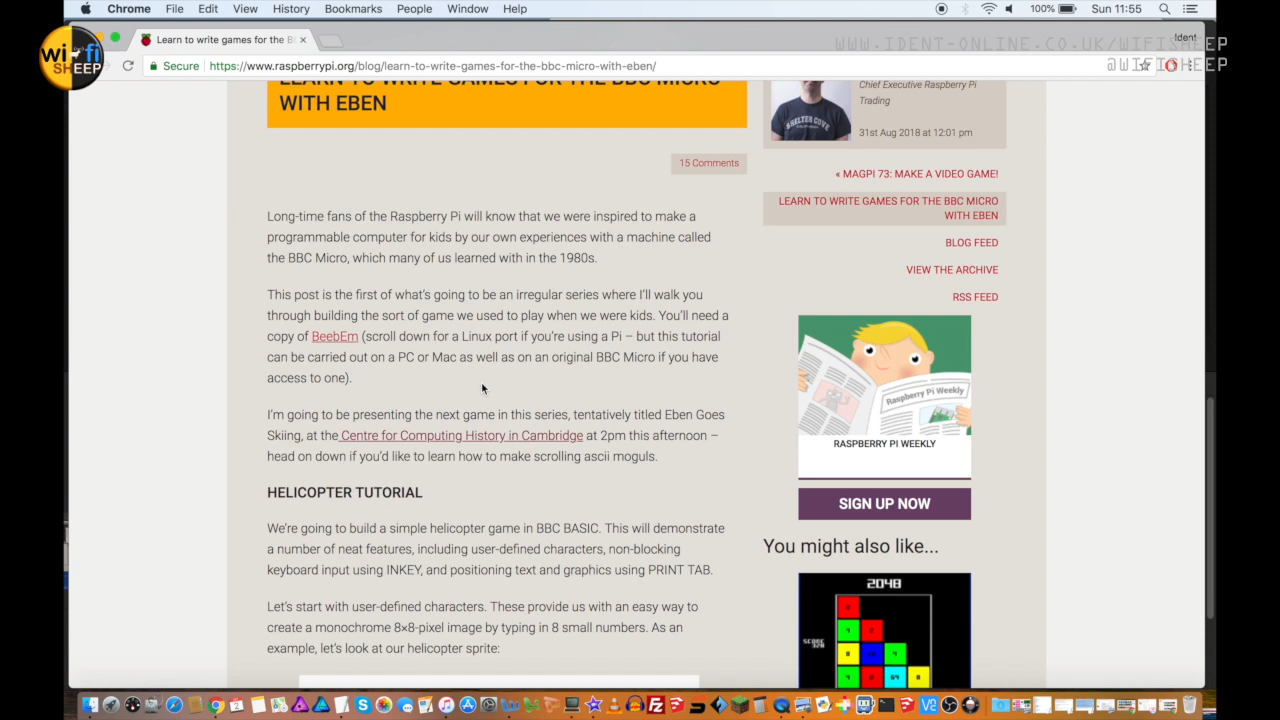 Chrome File Edit View History Bookmarks People Window Help
100% Sun 11:55
wi-fi
SHEEP
Learn to write games for the B
Ident
WWW.IDENT-ONLINE.CO.UK/WIFISHEEP
@WIFISHEEP
Secure https://www.raspberrypi.org/blog/learn-to-write-games-for-the-bbc-micro-with-eben/
LEARN TO WRITE GAMES FOR THE BBC MICRO
WITH EBEN
15 Comments
Long-time fans of the Raspberry Pi will know that we were inspired to make a
programmable computer for kids by our own experiences with a machine called
the BBC Micro, which many of us learned with in the 1980s.
This post is the first of what's going to be an irregular series where I'll walk you
through building the sort of game we used to play when we were kids. You'll need a
copy of BeebEm (scroll down for a Linux port if you're using a Pi – but this tutorial
can be carried out on a PC or Mac as well as on an original BBC Micro if you have
access to one).
I'm going to be presenting the next game in this series, tentatively titled Eben Goes
Skiing, at the Centre for Computing History in Cambridge at 2pm this afternoon –
head on down if you'd like to learn how to make scrolling ascii moguls.
HELICOPTER TUTORIAL
We're going to build a simple helicopter game in BBC BASIC. This will demonstrate
a number of neat features, including user-defined characters, non-blocking
keyboard input using INKEY, and positioning text and graphics using PRINT TAB.
Let's start with user-defined characters. These provide us with an easy way to
create a monochrome 8×8-pixel image by typing in 8 small numbers. As an
example, let's look at our helicopter sprite:
SHELTER COVE
Chief Executive Raspberry Pi
Trading
31st Aug 2018 at 12:01 pm
« MAGPI 73: MAKE A VIDEO GAME!
LEARN TO WRITE GAMES FOR THE BBC MICRO
WITH EBEN
BLOG FEED
VIEW THE ARCHIVE
RSS FEED
Raspberry Pi Weekly
RASPBERRY PI WEEKLY
SIGN UP NOW
You might also like...
2048
SCORE
328